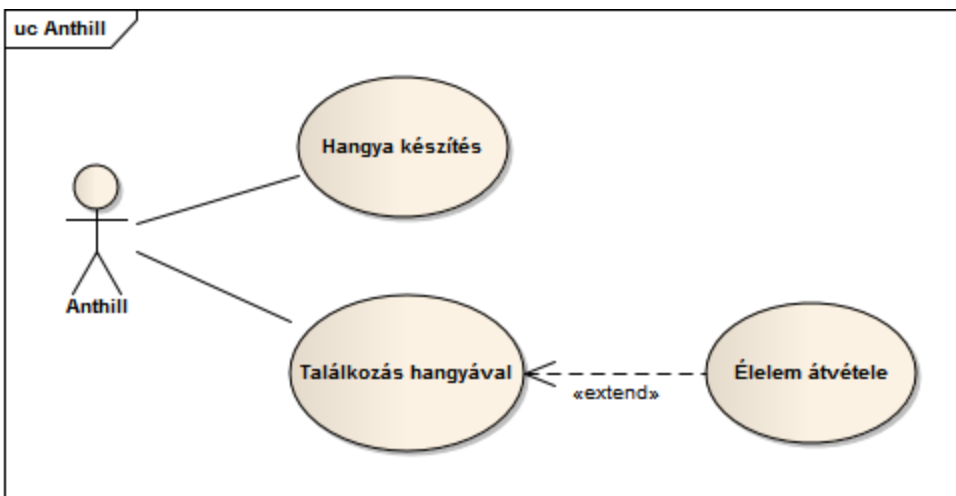 uc Anthill
Hangya készítés
Anthill
Találkozás hangyával
«extend»
Élelem átvétele